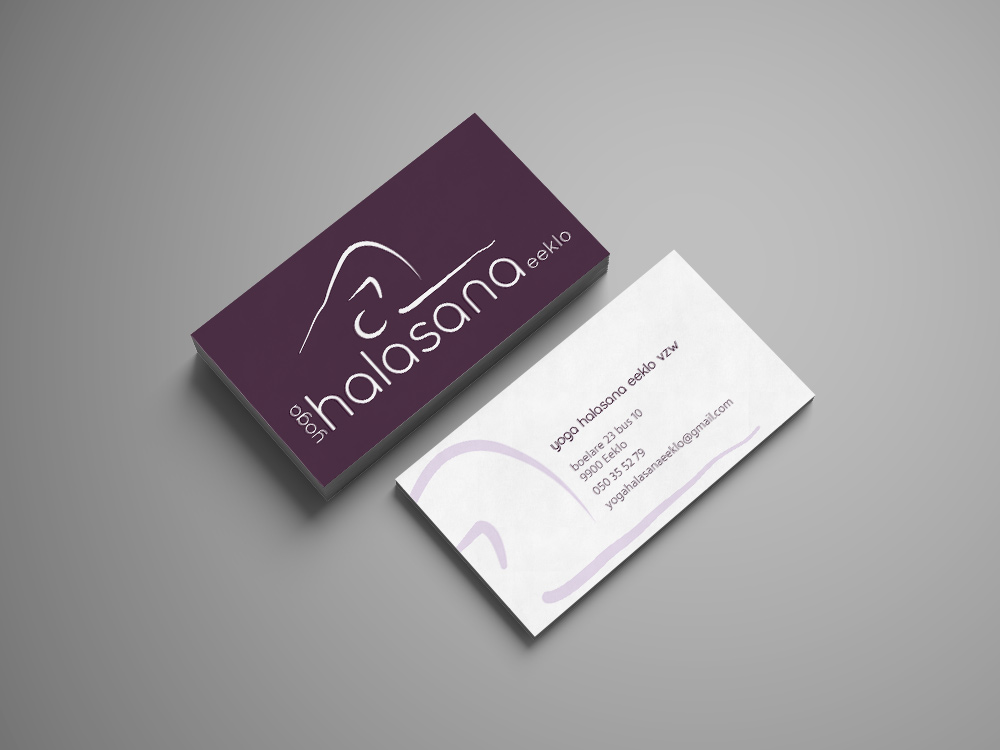 yoga
halasana
eeklo
yoga halasana eeklo vzw
boelare 23 bus 10
9900 Eeklo
050 35 52 79
yogahalasanaeeklo@gmail.com